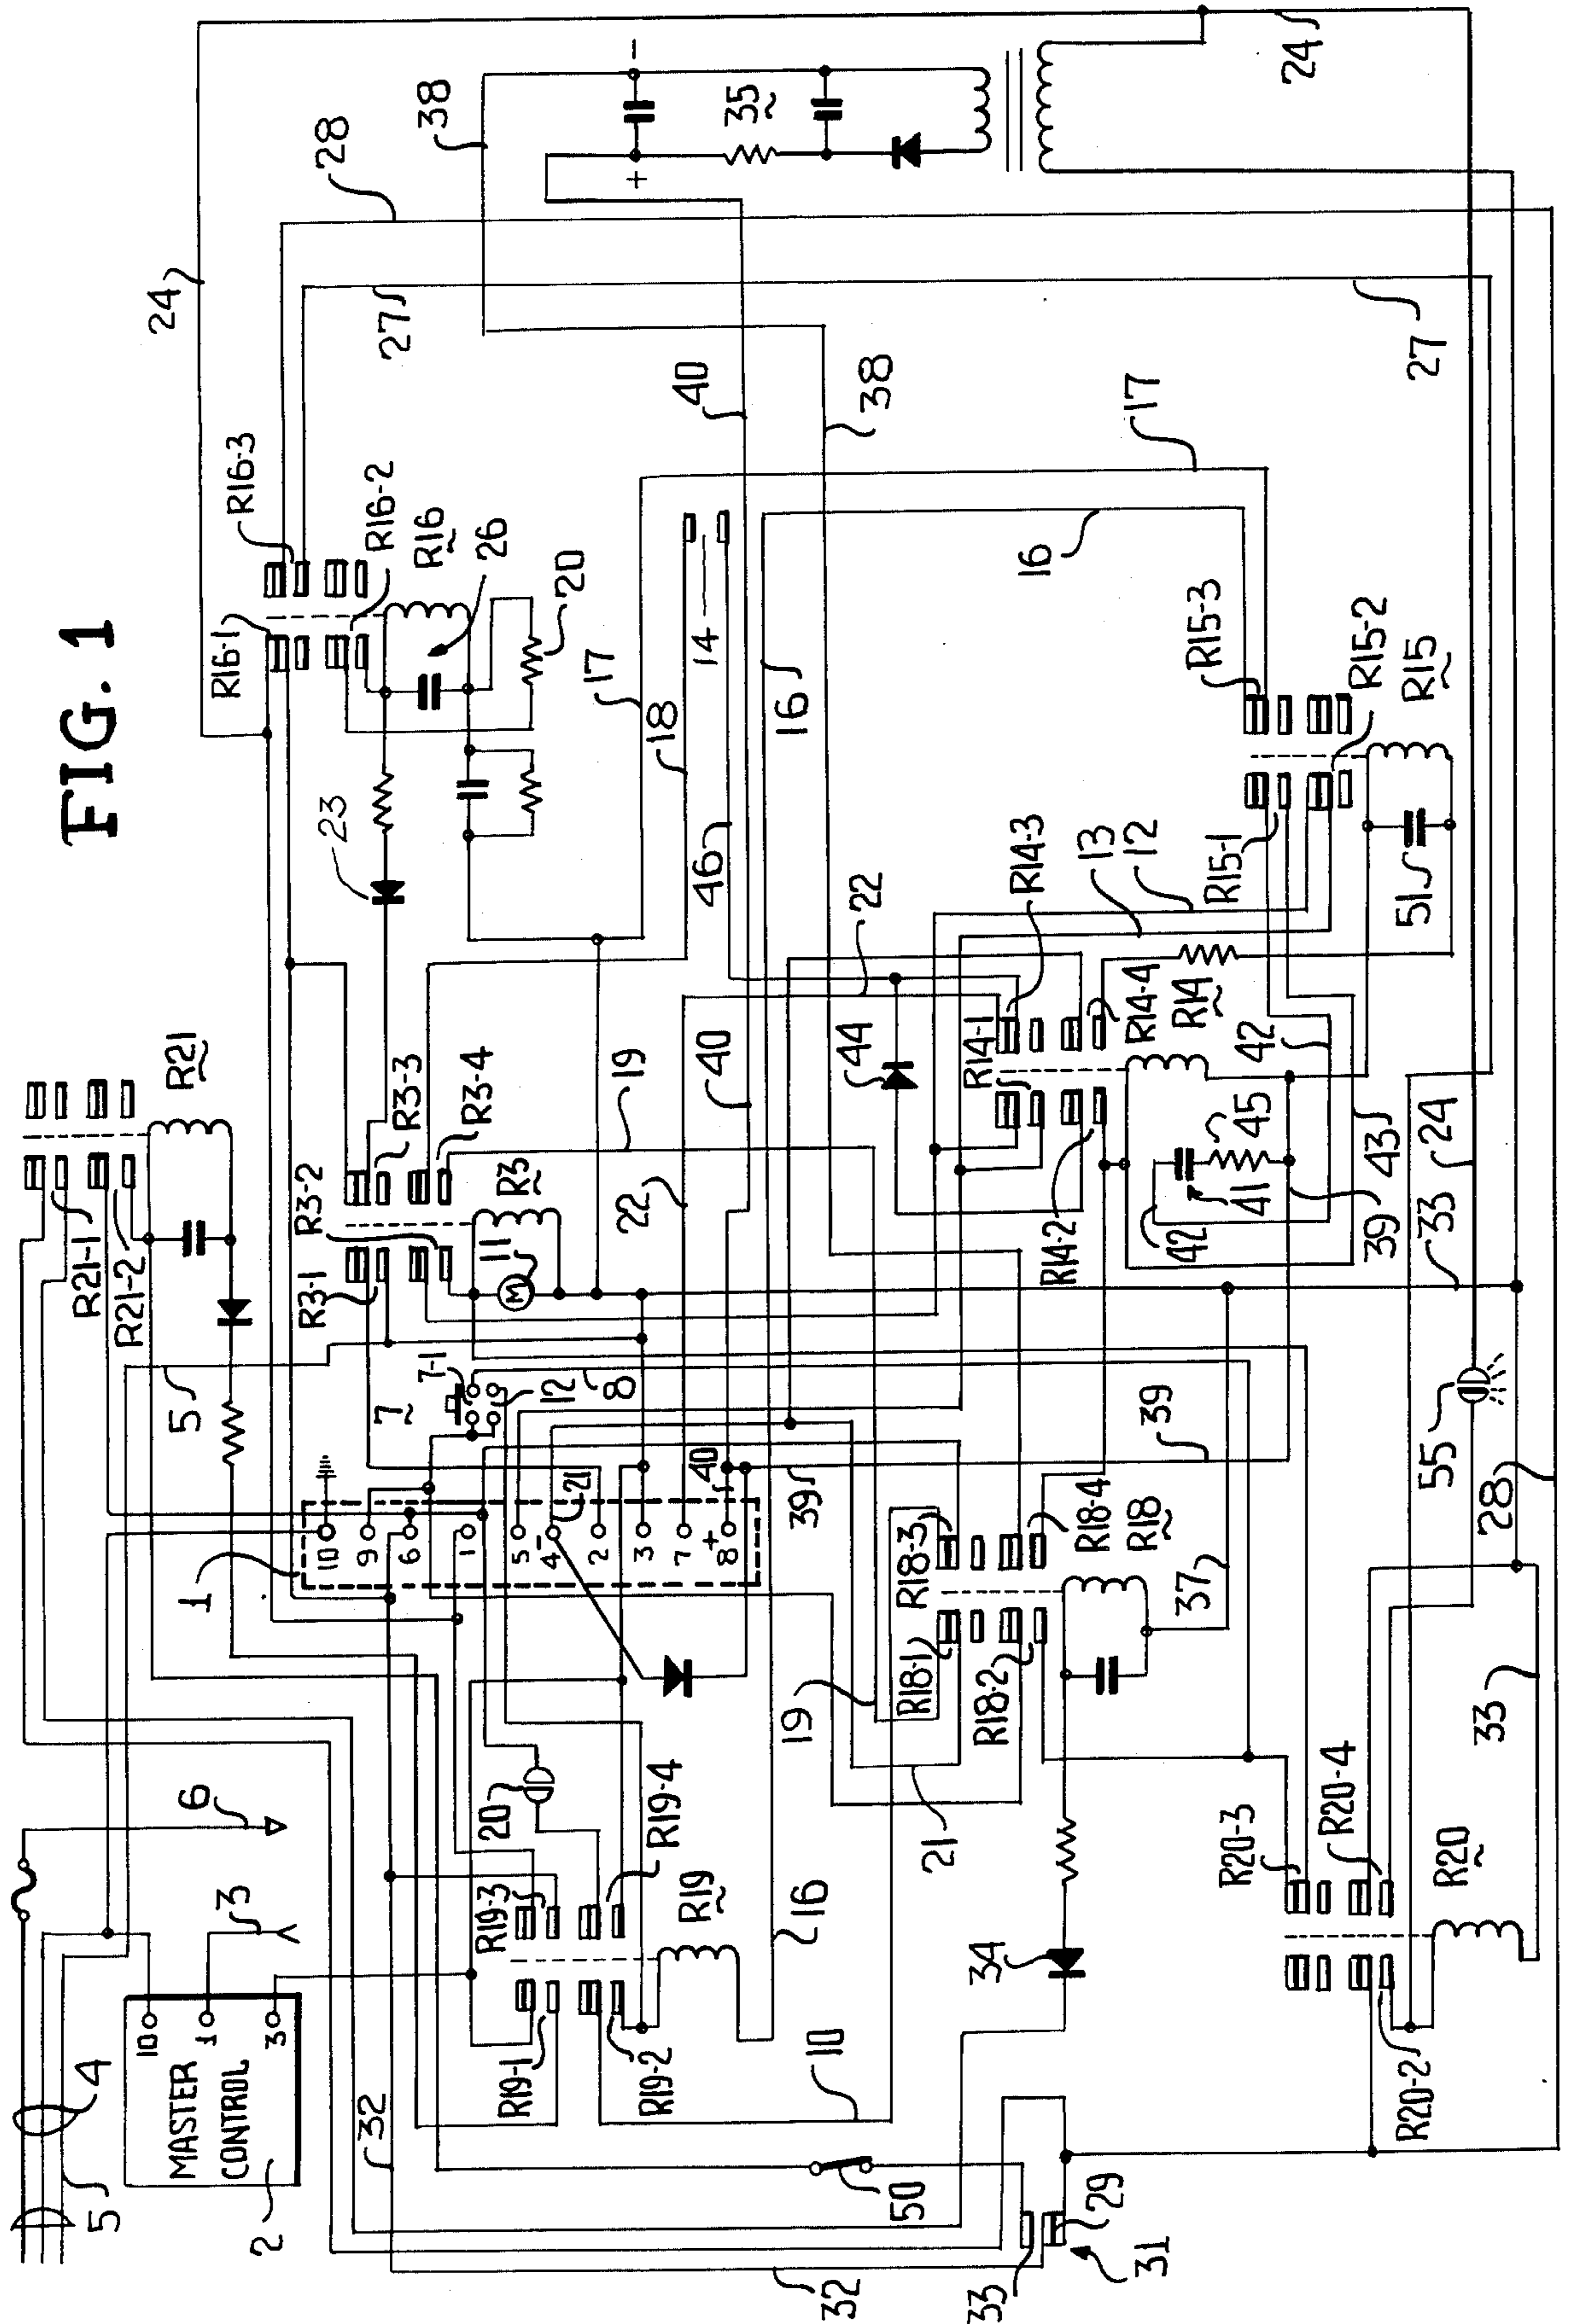 FIG. 1
24
28
38
R16-3
R16-1
R16-2
R16
26
20
27
35
−
+
24
23
17
18
14
40
38
16
46
27
17
16
R21
R21-1
R21-2
R3-3
R3-4
R3-2
R3-1
R3
11
M
19
22
40
22
44
R14-3
13
12
R15-3
R15-2
R15
R15-1
51
R14-1
R14-4
R14
R14-2
42
45
41
42
43
39
24
33
5
7
7-1
12
8
1
10
9
6
1
5
4 −
2
3
7
8 +
21
40
39
39
55
28
R18-3
R18-4
R18
R18-1
R18-2
37
19
21
33
6
3
4
5
MASTER
CONTROL
10
1
3
2
32
20
R19-4
R19-3
R19
R19-1
R19-2
16
10
34
R20-3
R20-4
R20
R20-2
50
29
31
33
32